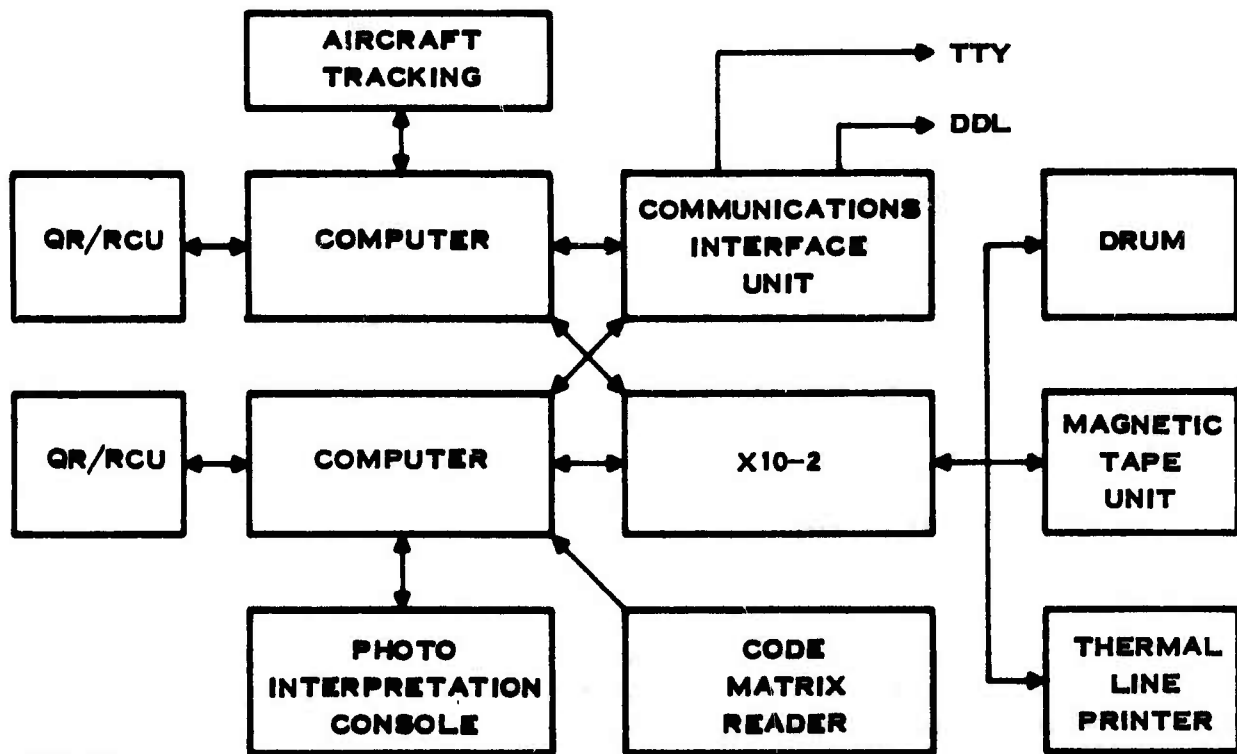 AIRCRAFT
TRACKING
TTY
DDL
QR/RCU
COMPUTER
COMMUNICATIONS
INTERFACE
UNIT
DRUM
QR/RCU
COMPUTER
X10-2
MAGNETIC
TAPE
UNIT
PHOTO
INTERPRETATION
CONSOLE
CODE
MATRIX
READER
THERMAL
LINE
PRINTER